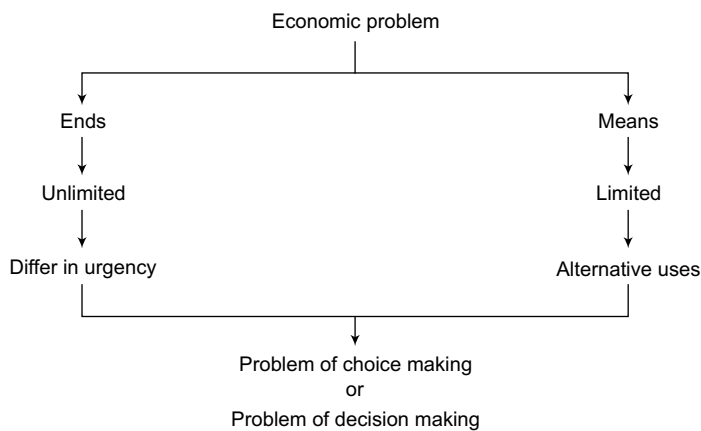 Economic problem
Ends
Means
Unlimited
Limited
Differ in urgency
Alternative uses
Problem of choice making
or
Problem of decision making